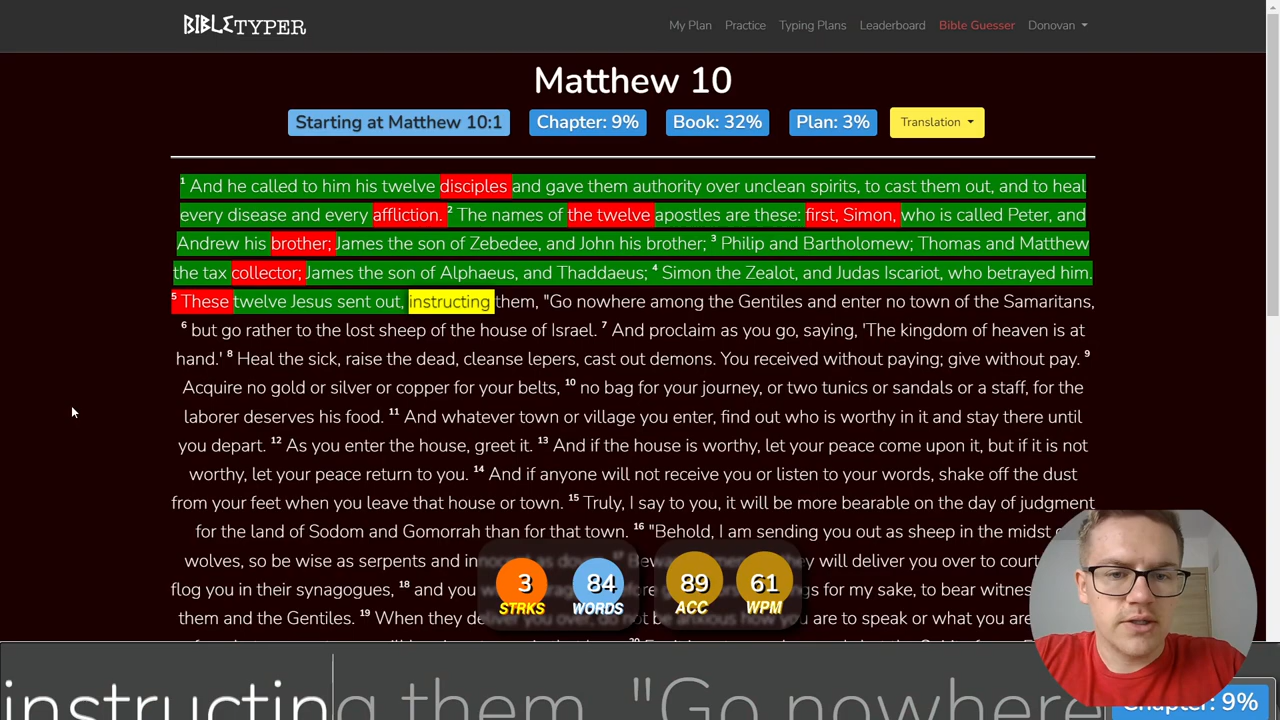 BIBLETYPER
My Plan Practice Typing Plans Leaderboard Bible Guesser Donovan
Matthew 10
Starting at Matthew 10:1 Chapter: 9% Book: 32% Plan: 3% Translation
1 And he called to him his twelve disciples and gave them authority over unclean spirits, to cast them out, and to heal
every disease and every affliction. 2 The names of the twelve apostles are these: first, Simon, who is called Peter, and
Andrew his brother; James the son of Zebedee, and John his brother; 3 Philip and Bartholomew; Thomas and Matthew
the tax collector; James the son of Alphaeus, and Thaddaeus; 4 Simon the Zealot, and Judas Iscariot, who betrayed him.
5 These twelve Jesus sent out, instructing them, "Go nowhere among the Gentiles and enter no town of the Samaritans,
6 but go rather to the lost sheep of the house of Israel. 7 And proclaim as you go, saying, 'The kingdom of heaven is at
hand.' 8 Heal the sick, raise the dead, cleanse lepers, cast out demons. You received without paying; give without pay. 9
Acquire no gold or silver or copper for your belts, 10 no bag for your journey, or two tunics or sandals or a staff, for the
laborer deserves his food. 11 And whatever town or village you enter, find out who is worthy in it and stay there until
you depart. 12 As you enter the house, greet it. 13 And if the house is worthy, let your peace come upon it, but if it is not
worthy, let your peace return to you. 14 And if anyone will not receive you or listen to your words, shake off the dust
from your feet when you leave that house or town. 15 Truly, I say to you, it will be more bearable on the day of judgment
for the land of Sodom and Gomorrah than for that town. 16 "Behold, I am sending you out as sheep in the midst
wolves, so be wise as serpents and they will deliver you over to
flog you in their synagogues, 18 and you for my sake, to bear
them and the Gentiles. 19 When they are to speak or what you
3 84 89 61
STRKS WORDS ACC WPM
instructing them, "Go nowhere Chapter: 9%